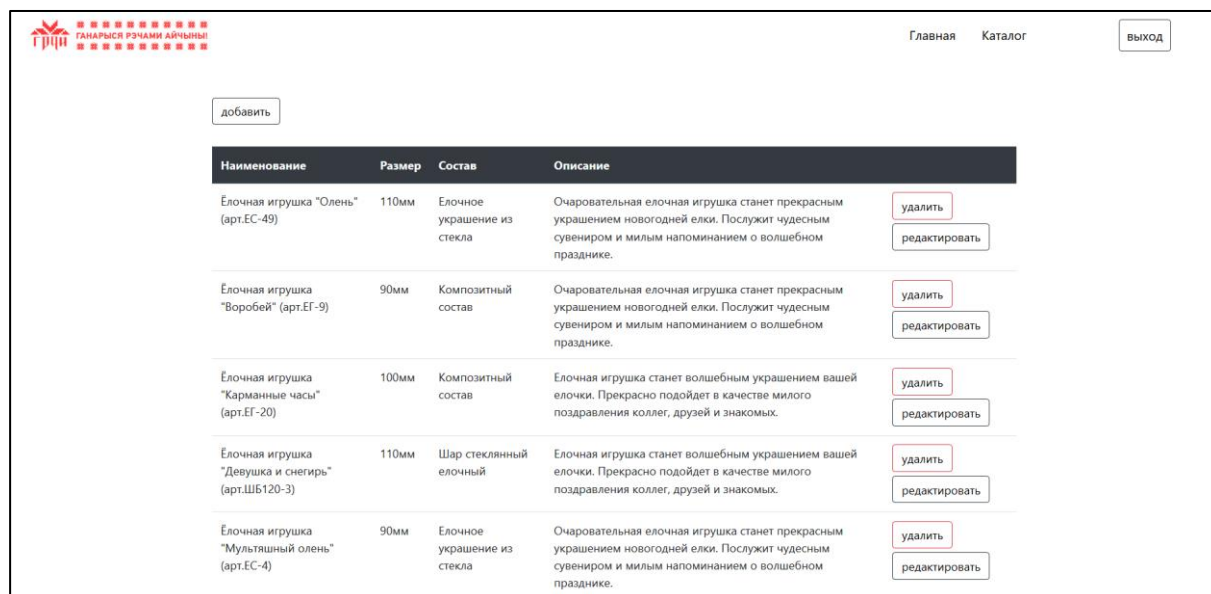 ГАНАРЫСЯ РЭЧАМИ АЙЧЫНЫ!
Главная Каталог выход
добавить
Наименование Размер Состав Описание
Ёлочная игрушка "Олень" 110мм Елочное Очаровательная елочная игрушка станет прекрасным удалить
(арт.ЕС-49) украшение из украшением новогодней елки. Послужит чудесным
стекла сувениром и милым напоминанием о волшебном редактировать
празднике.
Ёлочная игрушка 90мм Композитный Очаровательная елочная игрушка станет прекрасным удалить
"Воробей" (арт.ЕГ-9) состав украшением новогодней елки. Послужит чудесным
сувениром и милым напоминанием о волшебном редактировать
празднике.
Ёлочная игрушка 100мм Композитный Елочная игрушка станет волшебным украшением вашей удалить
"Карманные часы" состав елочки. Прекрасно подойдет в качестве милого
(арт.ЕГ-20) поздравления коллег, друзей и знакомых. редактировать
Ёлочная игрушка 110мм Шар стеклянный Елочная игрушка станет волшебным украшением вашей удалить
"Девушка и снегирь" елочный елочки. Прекрасно подойдет в качестве милого
(арт.ШБ120-3) поздравления коллег, друзей и знакомых. редактировать
Ёлочная игрушка 90мм Елочное Очаровательная елочная игрушка станет прекрасным удалить
"Мультяшный олень" украшение из украшением новогодней елки. Послужит чудесным
(арт.ЕС-4) стекла сувениром и милым напоминанием о волшебном редактировать
празднике.